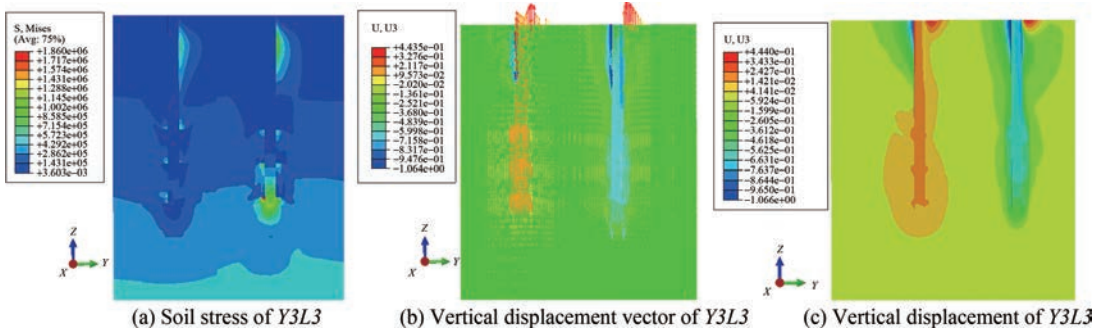 S, Mises
(Avg: 75%)
+1.860e+06
+1.717e+06
+1.574e+06
+1.431e+06
+1.288e+06
+1.145e+06
+1.002e+06
+8.585e+05
+7.154e+05
+5.723e+05
+4.292e+05
+2.862e+05
+1.431e+05
+3.603e-03
Z
X
Y
(a) Soil stress of Y3L3
U, U3
+4.435e-01
+3.276e-01
+2.117e-01
+9.573e-02
-2.020e-02
-1.361e-01
-2.521e-01
-3.680e-01
-4.839e-01
-5.998e-01
-7.158e-01
-8.317e-01
-9.476e-01
-1.064e+00
Z
X
Y
(b) Vertical displacement vector of Y3L3
U, U3
+4.440e-01
+3.433e-01
+2.427e-01
+1.421e-01
+4.141e-02
-5.924e-01
-1.599e-01
-2.605e-01
-3.612e-01
-4.618e-01
-5.625e-01
-6.631e-01
-7.637e-01
-8.644e-01
-9.650e-01
-1.066e+00
Z
X
Y
(c) Vertical displacement of Y3L3